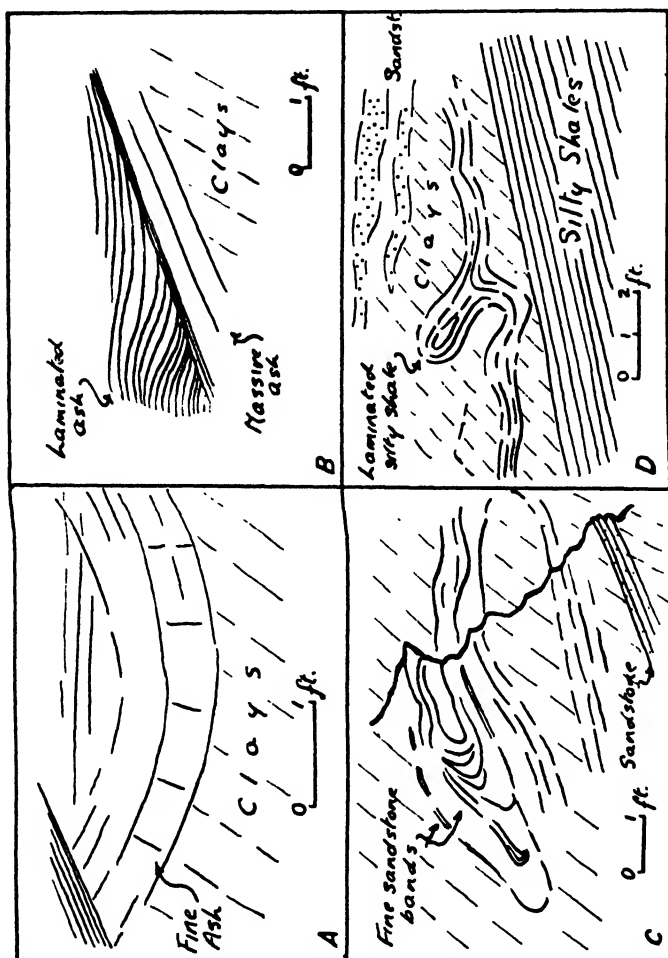 Laminated
ash
Clays
Massive
ash
0 1 ft.
B
Sandst
Clays
Laminated
silty shale
Silty Shales
0 1 2
ft.
D
Clays
Fine
Ash
0 1
ft.
A
Fine sandstone
bands
Sandstone
0 1
ft.
C